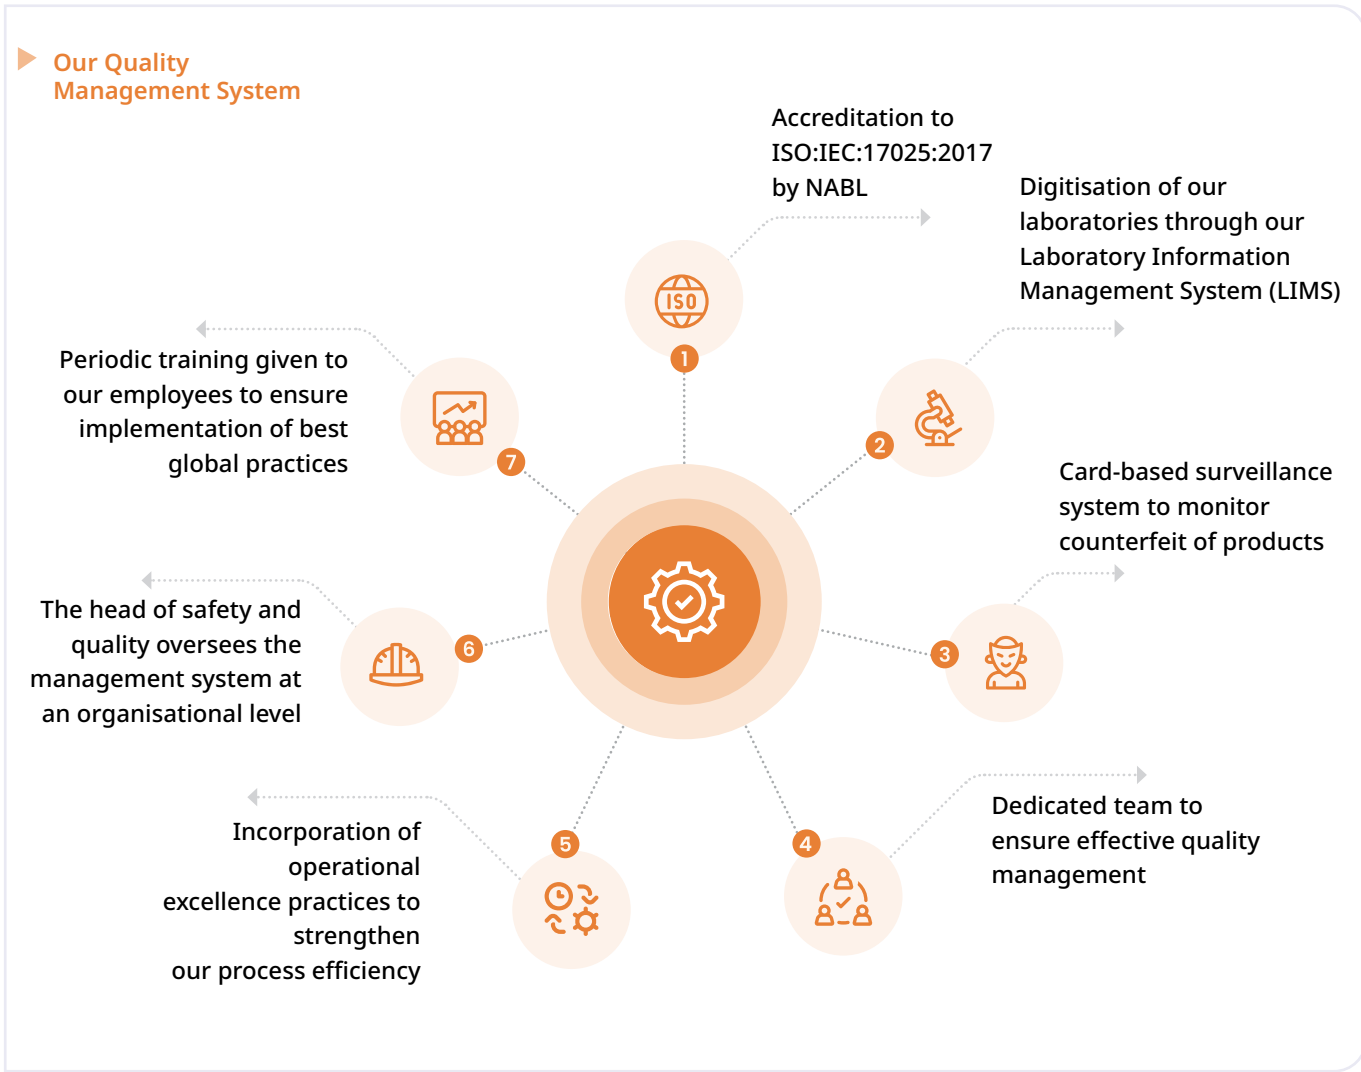 Our Quality
Management System
Accreditation to
ISO:IEC:17025:2017
by NABL
ISO
1
Digitisation of our
laboratories through our
Laboratory Information
Management System (LIMS)
2
Card-based surveillance
system to monitor
counterfeit of products
3
Dedicated team to
ensure effective quality
management
4
Incorporation of
operational
excellence practices to
strengthen
our process efficiency
5
The head of safety and
quality oversees the
management system at
an organisational level
6
Periodic training given to
our employees to ensure
implementation of best
global practices
7